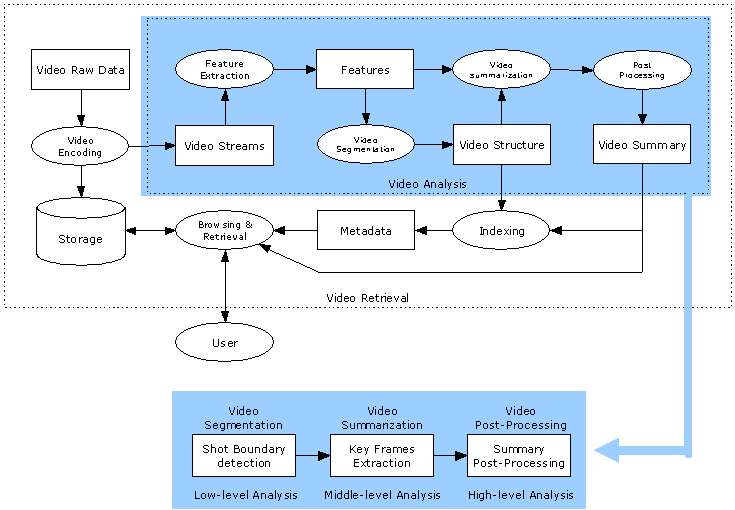 Video Raw Data
Feature
Extraction
Features
Video
summarization
Post
Processing
Video
Encoding
Video Streams
Video
Segmentation
Video Structure
Video Summary
Video Analysis
Storage
Browsing &
Retrieval
Metadata
Indexing
Video Retrieval
User
Video
Segmentation
Video
Summarization
Video
Post-Processing
Shot Boundary
detection
Key Frames
Extraction
Summary
Post-Processing
Low-level Analysis
Middle-level Analysis
High-level Analysis